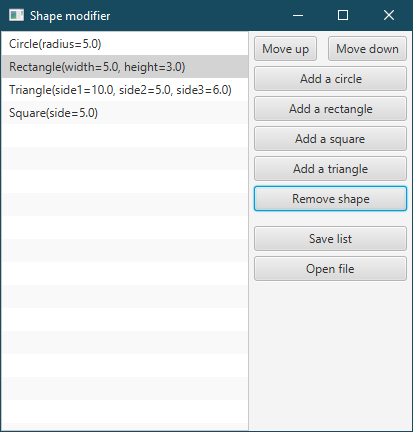 Shape modifier
Circle(radius=5.0)
Rectangle(width=5.0, height=3.0)
Triangle(side1=10.0, side2=5.0, side3=6.0)
Square(side=5.0)
Move up
Move down
Add a circle
Add a rectangle
Add a square
Add a triangle
Remove shape
Save list
Open file